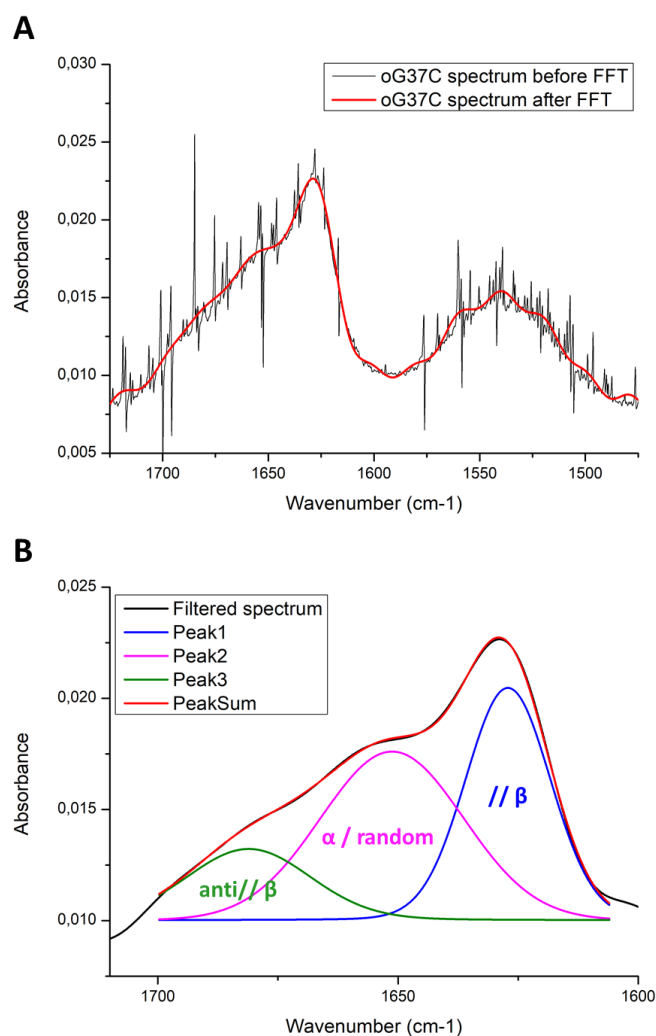 A
0,030
0,025
0,020
0,015
0,010
0,005
Absorbance
oG37C spectrum before FFT
oG37C spectrum after FFT
1700
1650
1600
1550
1500
Wavenumber (cm-1)
B
0,025
0,020
0,015
0,010
Absorbance
Filtered spectrum
Peak1
Peak2
Peak3
PeakSum
// β
α / random
anti// β
1700
1650
1600
Wavenumber (cm-1)